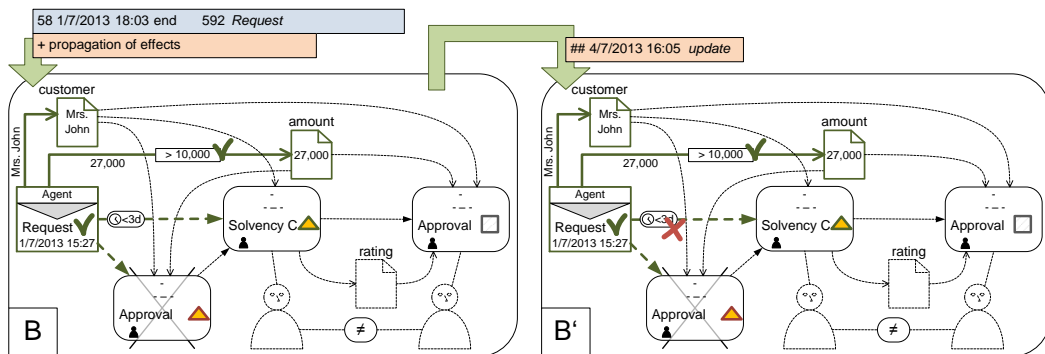 58 1/7/2013 18:03 end 592 Request
+ propagation of effects
## 4/7/2013 16:05 update
customer
Mrs.
John
Mrs. John
amount
> 10,000
27,000
27,000
Agent
Request
1/7/2013 15:27
<3d
Solvency C
Approval
rating
Approval
≠
B
customer
Mrs.
John
Mrs. John
amount
> 10,000
27,000
27,000
Agent
Request
1/7/2013 15:27
<3d
Solvency C
Approval
rating
Approval
≠
B‘